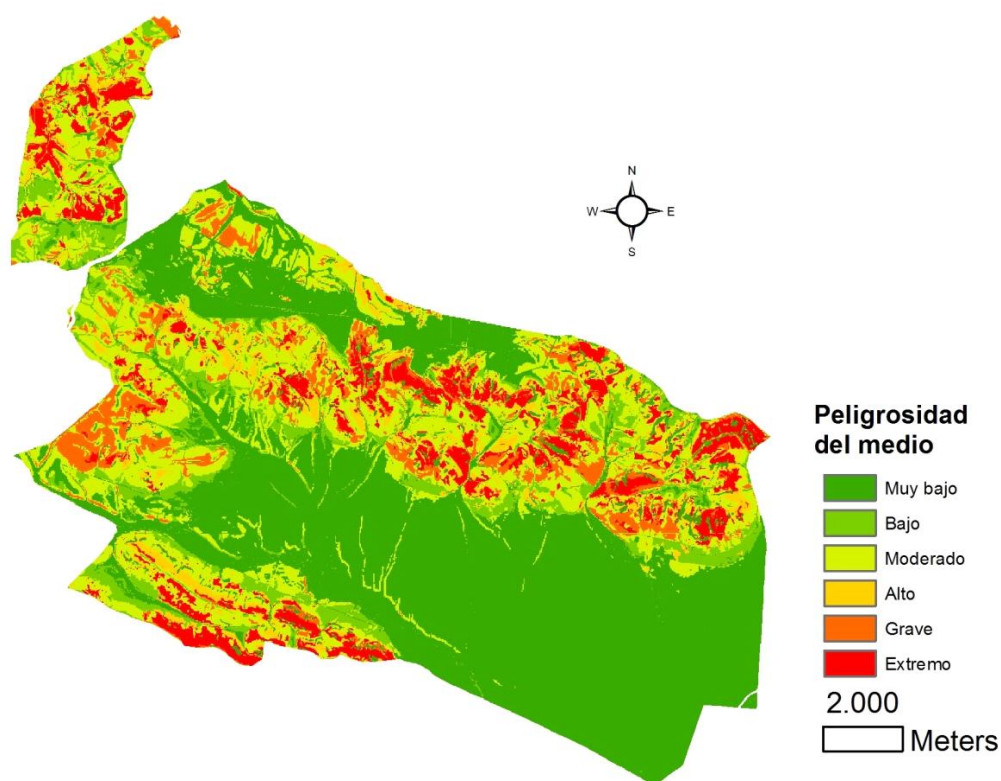 N
W
E
S
Peligrosidad
del medio
Muy bajo
Bajo
Moderado
Alto
Grave
Extremo
2.000
Meters